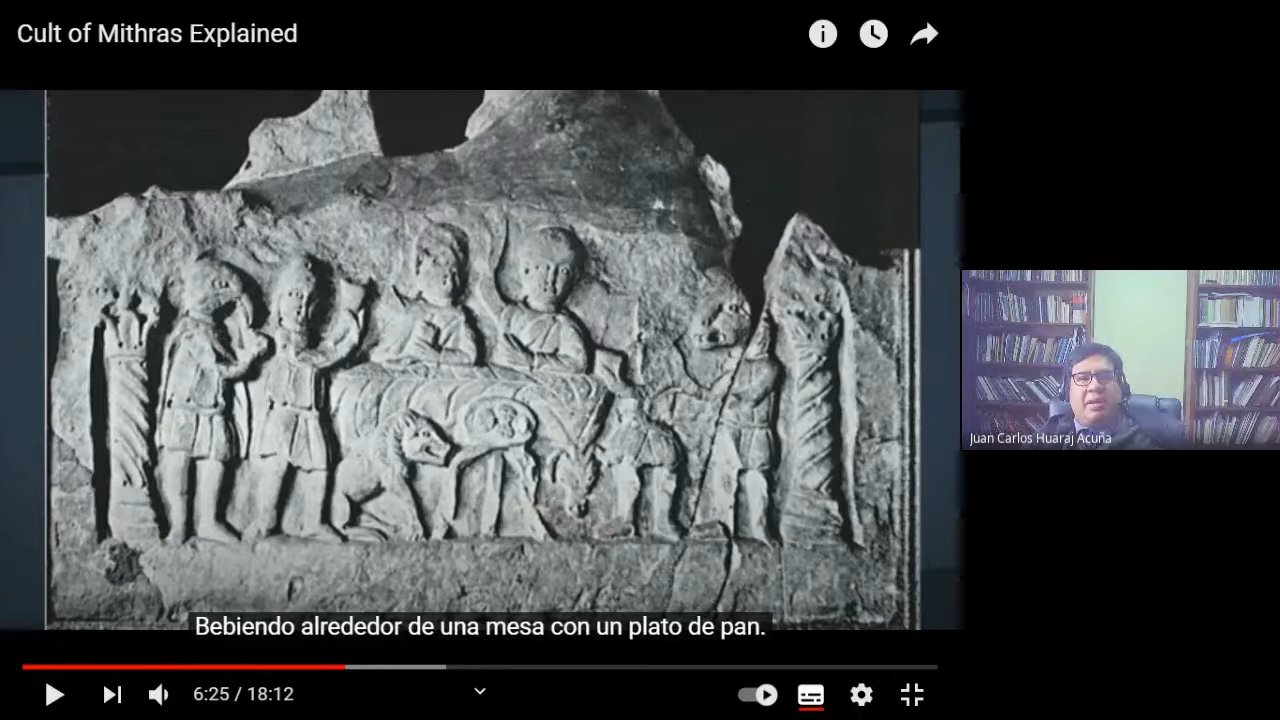 Cult of Mithras Explained
Juan Carlos Huaraj Acuña
Bebiendo alrededor de una mesa con un plato de pan.
6:25 / 18:12